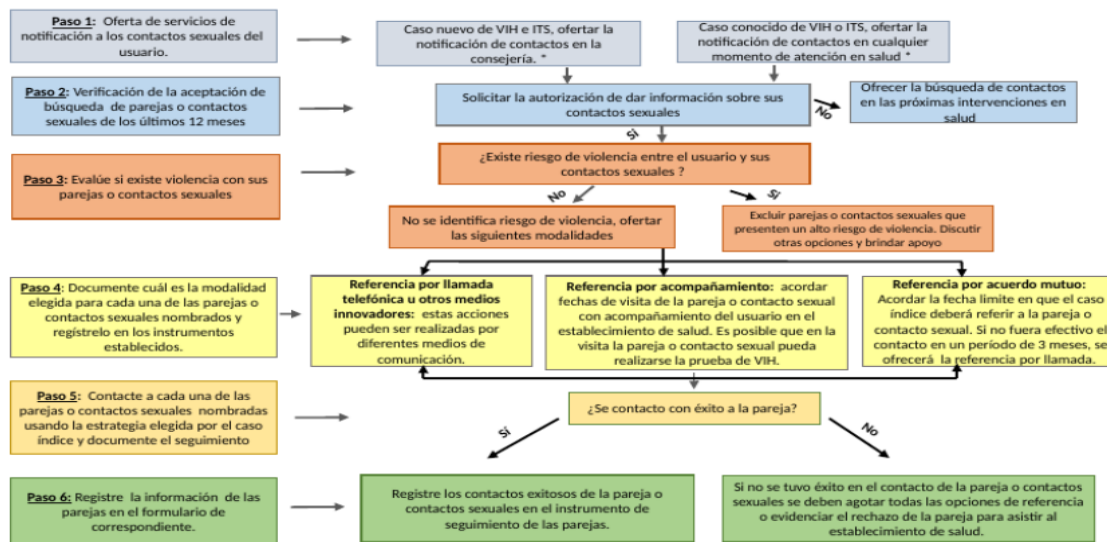 Paso 1: Oferta de servicios de
notificación a los contactos sexuales del
usuario.
Caso nuevo de VIH e ITS, ofertar la
notificación de contactos en la
consejería. *
Caso conocido de VIH o ITS, ofertar la
notificación de contactos en cualquier
momento de atención en salud *
Paso 2: Verificación de la aceptación de
búsqueda de parejas o contactos
sexuales de los últimos 12 meses
Solicitar la autorización de dar información sobre sus
contactos sexuales
No
Ofrecer la búsqueda de contactos
en las próximas intervenciones en
salud
Si
Paso 3: Evalúe si existe violencia con sus
parejas o contactos sexuales
¿Existe riesgo de violencia entre el usuario y sus
contactos sexuales ?
No
Si
No se identifica riesgo de violencia, ofertar
las siguientes modalidades
Excluir parejas o contactos sexuales que
presenten un alto riesgo de violencia. Discutir
otras opciones y brindar apoyo
Paso 4: Documente cuál es la modalidad
elegida para cada una de las parejas o
contactos sexuales nombrados y
regístrelo en los instrumentos
establecidos.
Referencia por llamada
telefónica u otros medios
innovadores: estas acciones
pueden ser realizadas por
diferentes medios de
comunicación.
Referencia por acompañamiento: acordar
fechas de visita de la pareja o contacto sexual
con acompañamiento del usuario en el
establecimiento de salud. Es posible que en la
visita la pareja o contacto sexual pueda
realizarse la prueba de VIH.
Referencia por acuerdo mutuo:
Acordar la fecha limite en que el caso
índice deberá referir a la pareja o
contacto sexual. Si no fuera efectivo el
contacto en un período de 3 meses, se
ofrecerá la referencia por llamada.
Paso 5: Contacte a cada una de las
parejas o contactos sexuales nombradas
usando la estrategia elegida por el caso
índice y documente el seguimiento
¿Se contacto con éxito a la pareja?
Sí
No
Paso 6: Registre la información de las
parejas en el formulario de
correspondiente.
Registre los contactos exitosos de la pareja o
contactos sexuales en el instrumento de
seguimiento de las parejas.
Si no se tuvo éxito en el contacto de la pareja o contactos
sexuales se deben agotar todas las opciones de referencia
o evidenciar el rechazo de la pareja para asistir al
establecimiento de salud.